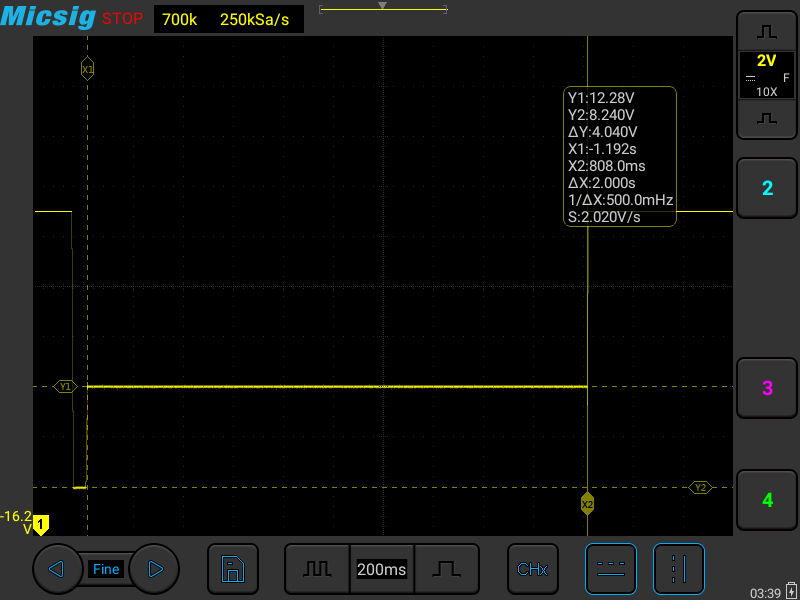 Micsig STOP 700k 250kSa/s
X1
2V
F
10X
Y1:12.28V
Y2:8.240V
ΔY:4.040V
X1:-1.192s
X2:808.0ms
ΔX:2.000s
1/ΔX:500.0mHz
S:2.020V/s
2
Y1
3
Y2
X2
4
-16.2
V
1
Fine
200ms
CHx
03:39